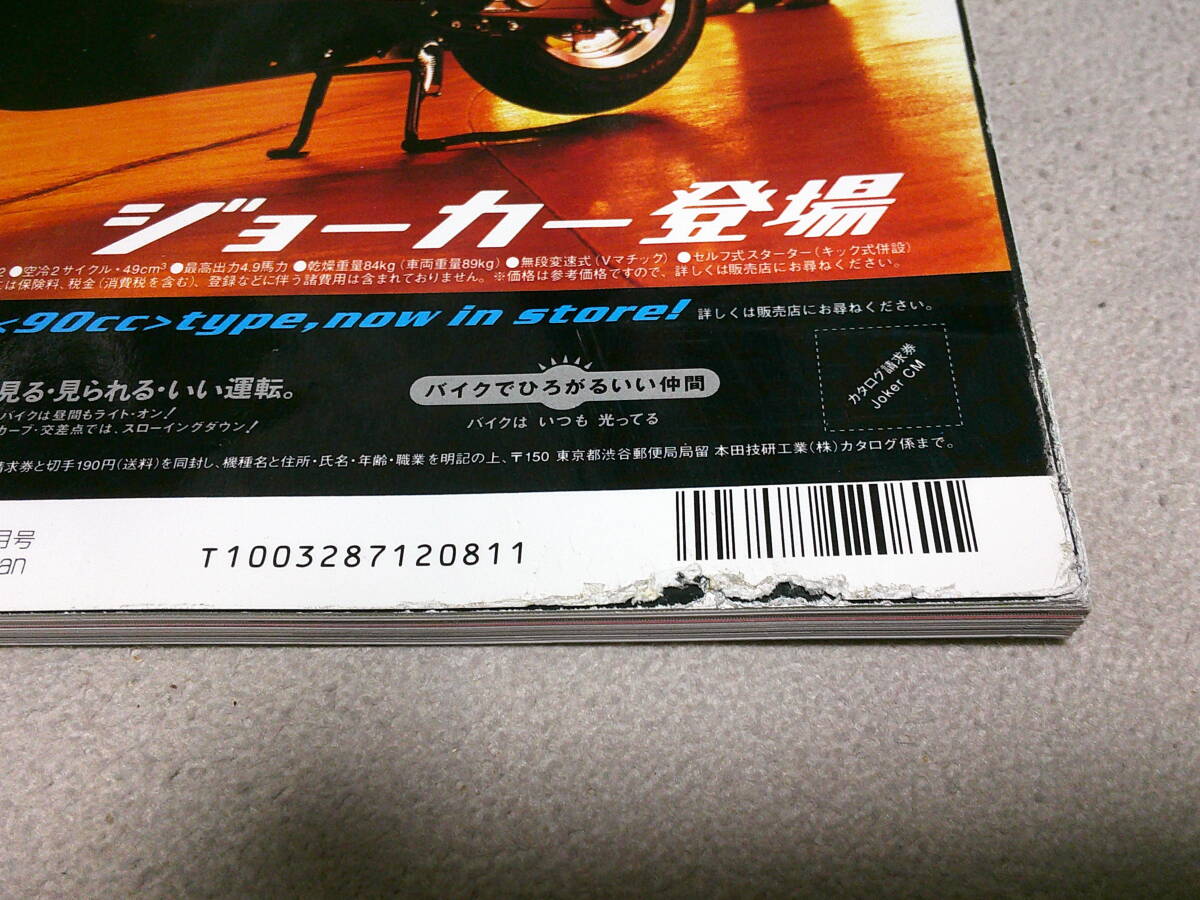 ジョーカー登場
2 ●空冷2サイクル・49cm³ ●最高出力4.9馬力 ●乾燥重量84kg(車両重量89kg) ●無段変速式(Vマチック) ●セルフ式スターター(キック式併設)
には保険料、税金(消費税を含む)、登録などに伴う諸費用は含まれておりません。※価格は参考価格ですので、詳しくは販売店にお尋ねください。
<90cc>type,now in store! 詳しくは販売店にお尋ねください。
見る・見られる・いい運転。
バイクは昼間もライト・オン!
カーブ・交差点では、スローイングダウン!
バイクでひろがるいい仲間
バイクは いつも 光ってる
カタログ請求券
Joker CM
請求券と切手190円(送料)を同封し、機種名と住所・氏名・年齢・職業を明記の上、〒150 東京都渋谷郵便局局留 本田技研工業(株)カタログ係まで。
月号
an
T1003287120811